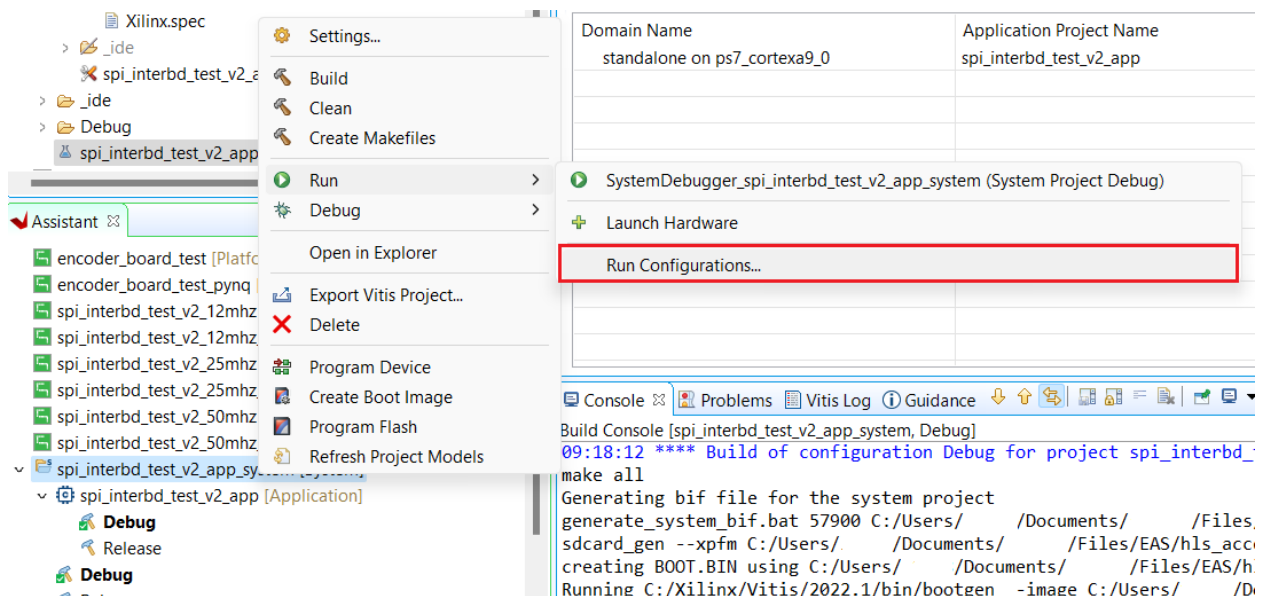 Xilinx.spec
_ide
spi_interbd_test_v2_a
_ide
Debug
spi_interbd_test_v2_app
Assistant
encoder_board_test [Platfo
encoder_board_test_pynq
spi_interbd_test_v2_12mhz
spi_interbd_test_v2_12mhz
spi_interbd_test_v2_25mhz
spi_interbd_test_v2_25mhz
spi_interbd_test_v2_50mhz
spi_interbd_test_v2_50mhz
spi_interbd_test_v2_app_system [System]
spi_interbd_test_v2_app [Application]
Debug
Release
Debug
Settings...
Build
Clean
Create Makefiles
Run
Debug
Open in Explorer
Export Vitis Project...
Delete
Program Device
Create Boot Image
Program Flash
Refresh Project Models
SystemDebugger_spi_interbd_test_v2_app_system (System Project Debug)
Launch Hardware
Run Configurations...
Domain Name Application Project Name
standalone on ps7_cortexa9_0 spi_interbd_test_v2_app
Console Problems Vitis Log Guidance
Build Console [spi_interbd_test_v2_app_system, Debug]
09:18:12 **** Build of configuration Debug for project spi_interbd_
make all
Generating bif file for the system project
generate_system_bif.bat 57900 C:/Users/ /Documents/ /Files
sdcard_gen --xpfm C:/Users/ /Documents/ /Files/EAS/hls_acc
creating BOOT.BIN using C:/Users/ /Documents/ /Files/EAS/h
Running C:/Xilinx/Vitis/2022.1/bin/bootgen -image C:/Users/ /D